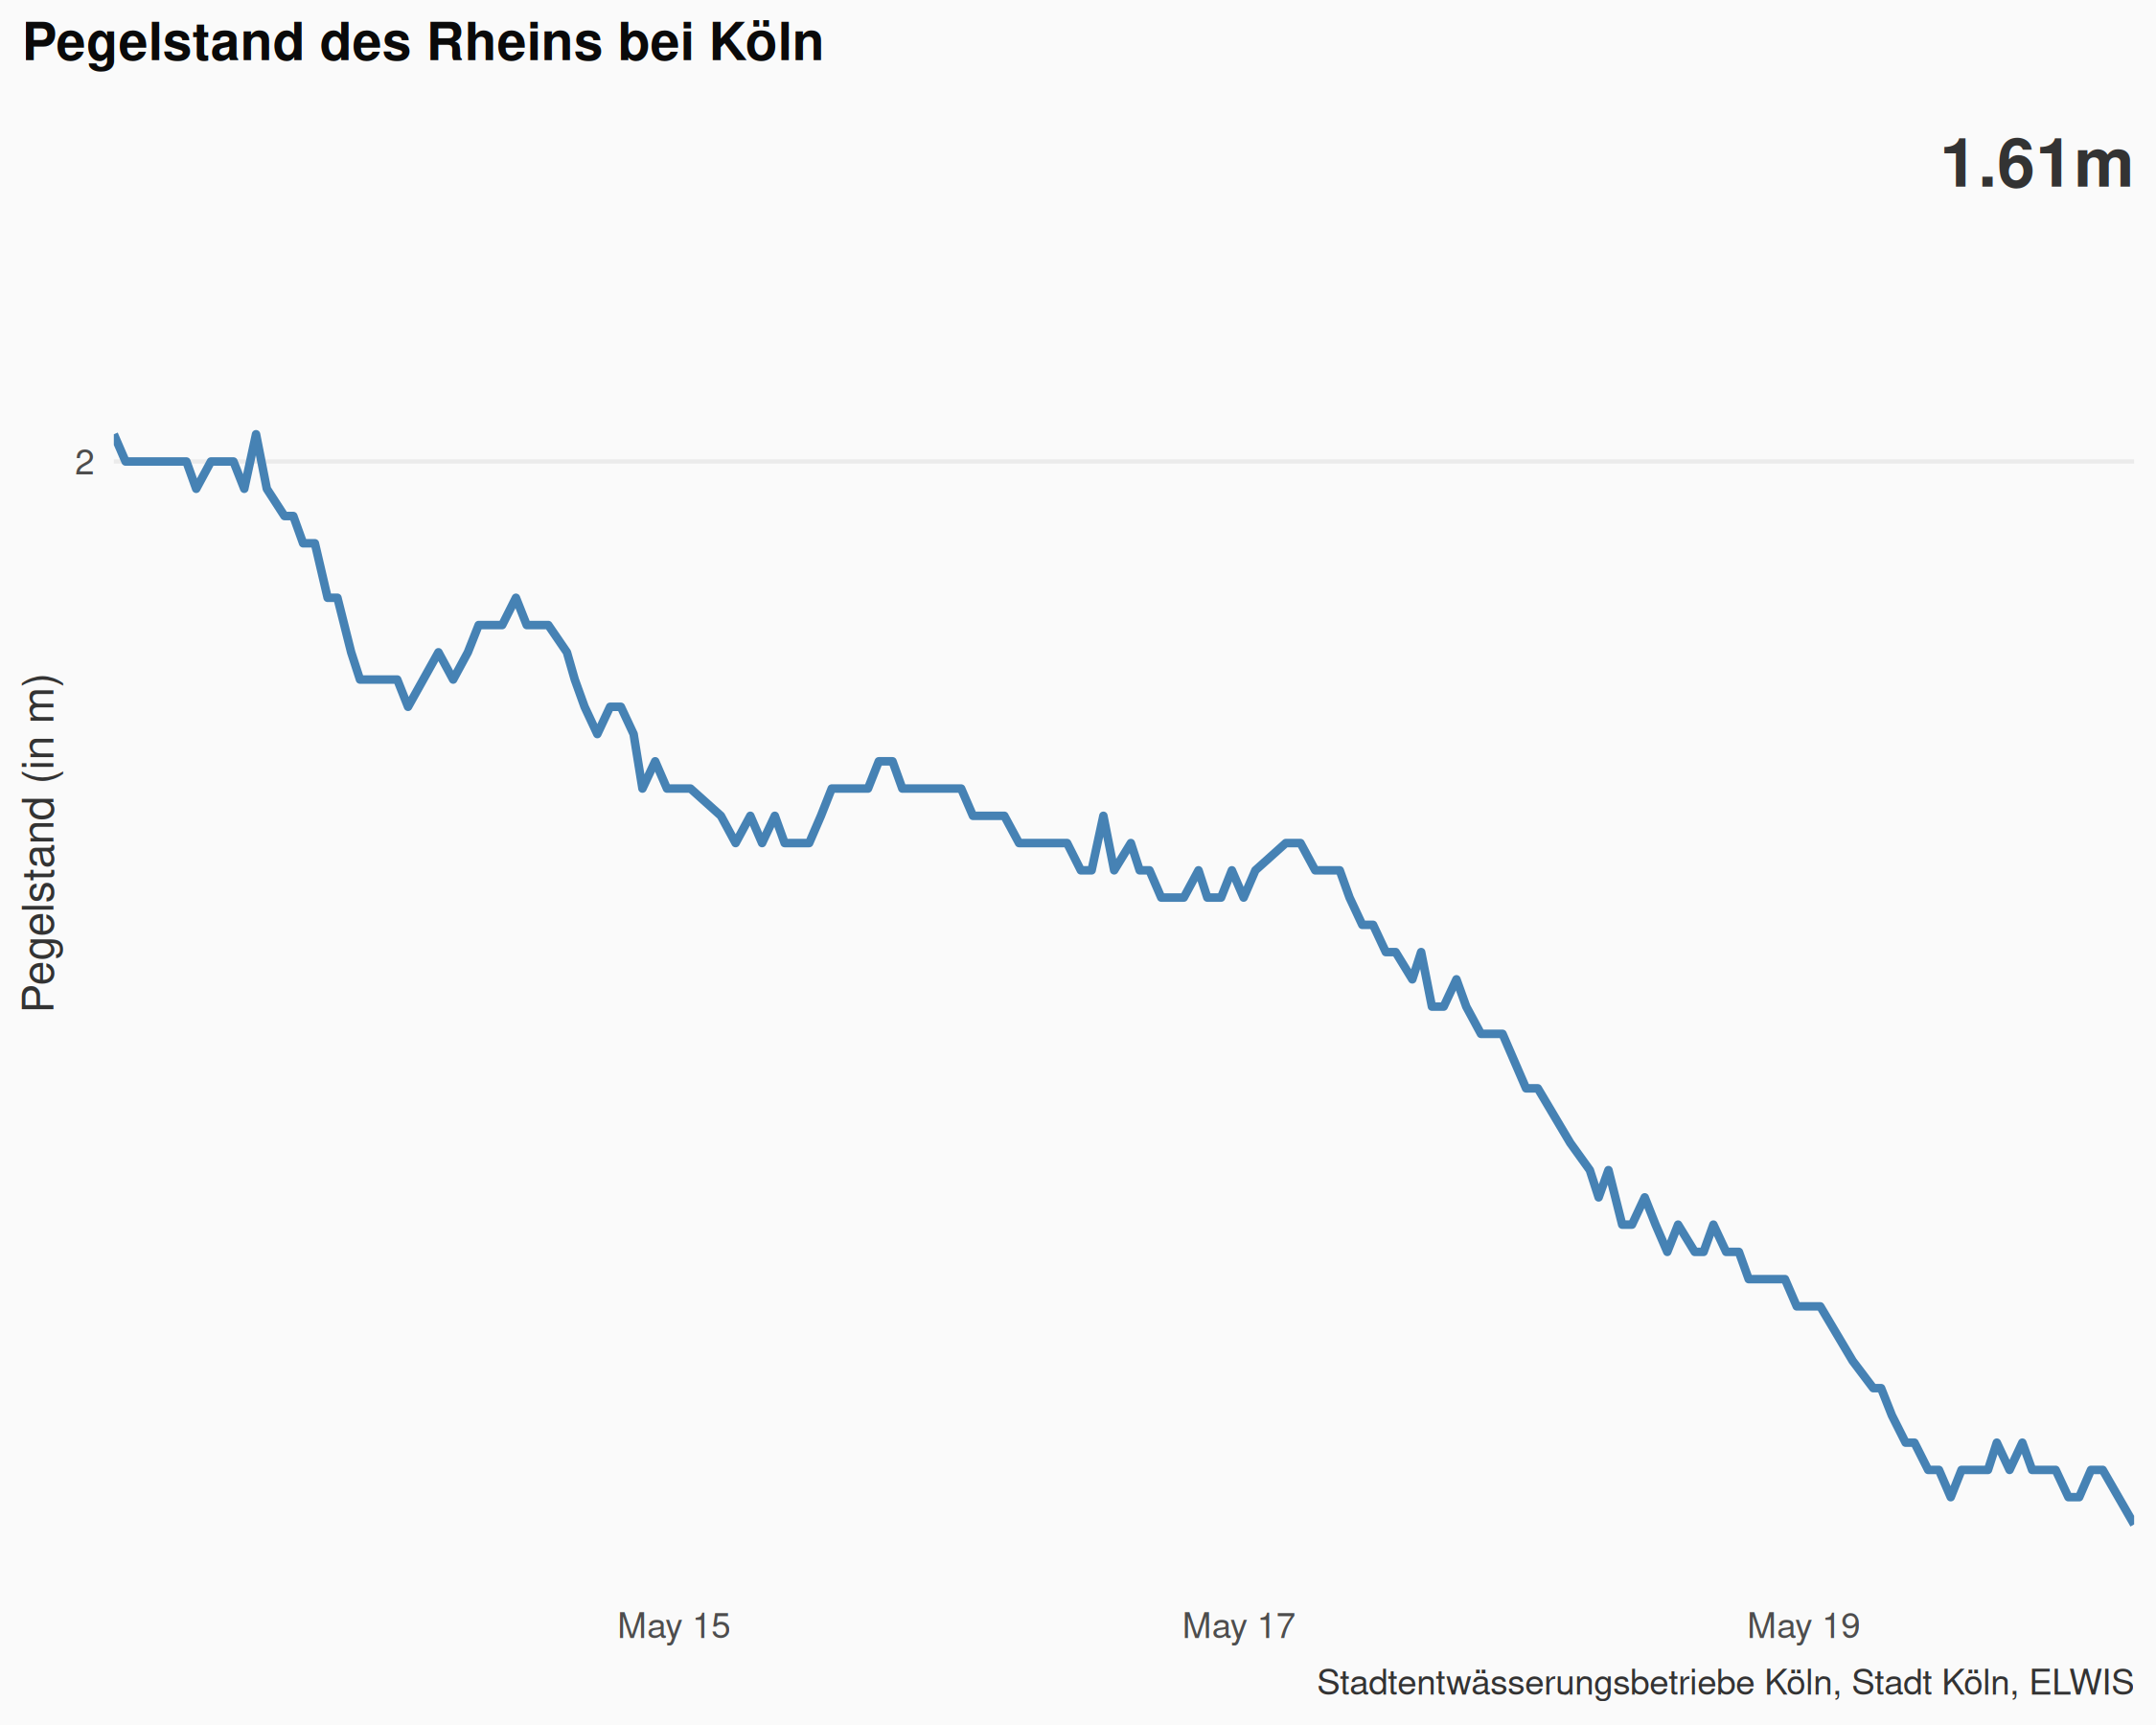 Pegelstand des Rheins bei Köln
1.61m
2
Pegelstand (in m)
May 15
May 17
May 19
Stadtentwässerungsbetriebe Köln, Stadt Köln, ELWIS